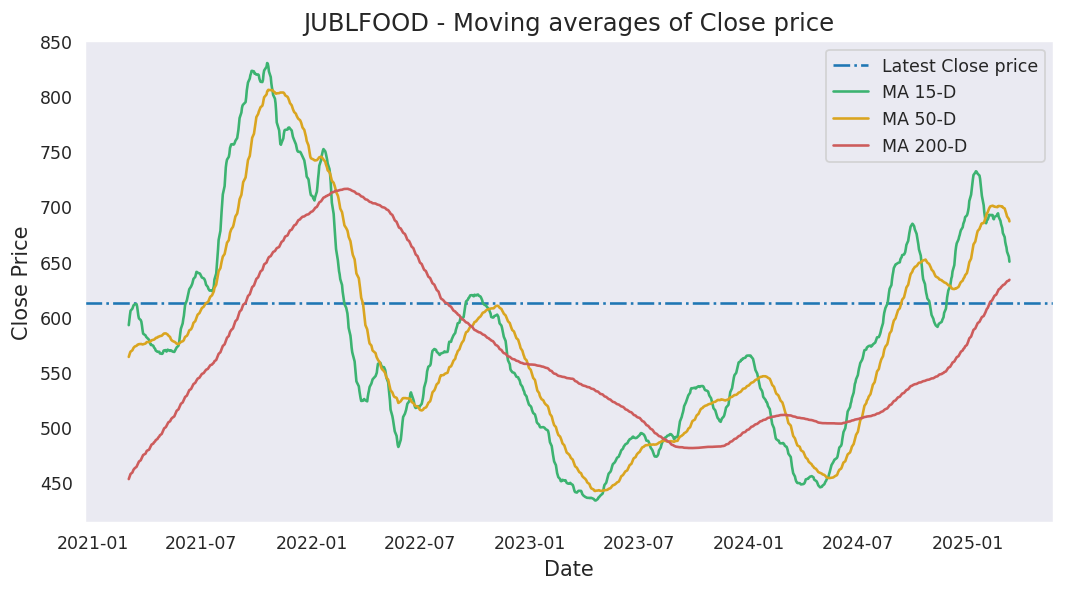 JUBLFOOD - Moving averages of Close price
850
800
750
700
650
600
550
500
450
Close Price
Latest Close price
MA 15-D
MA 50-D
MA 200-D
2021-01 2021-07 2022-01 2022-07 2023-01 2023-07 2024-01 2024-07 2025-01
Date